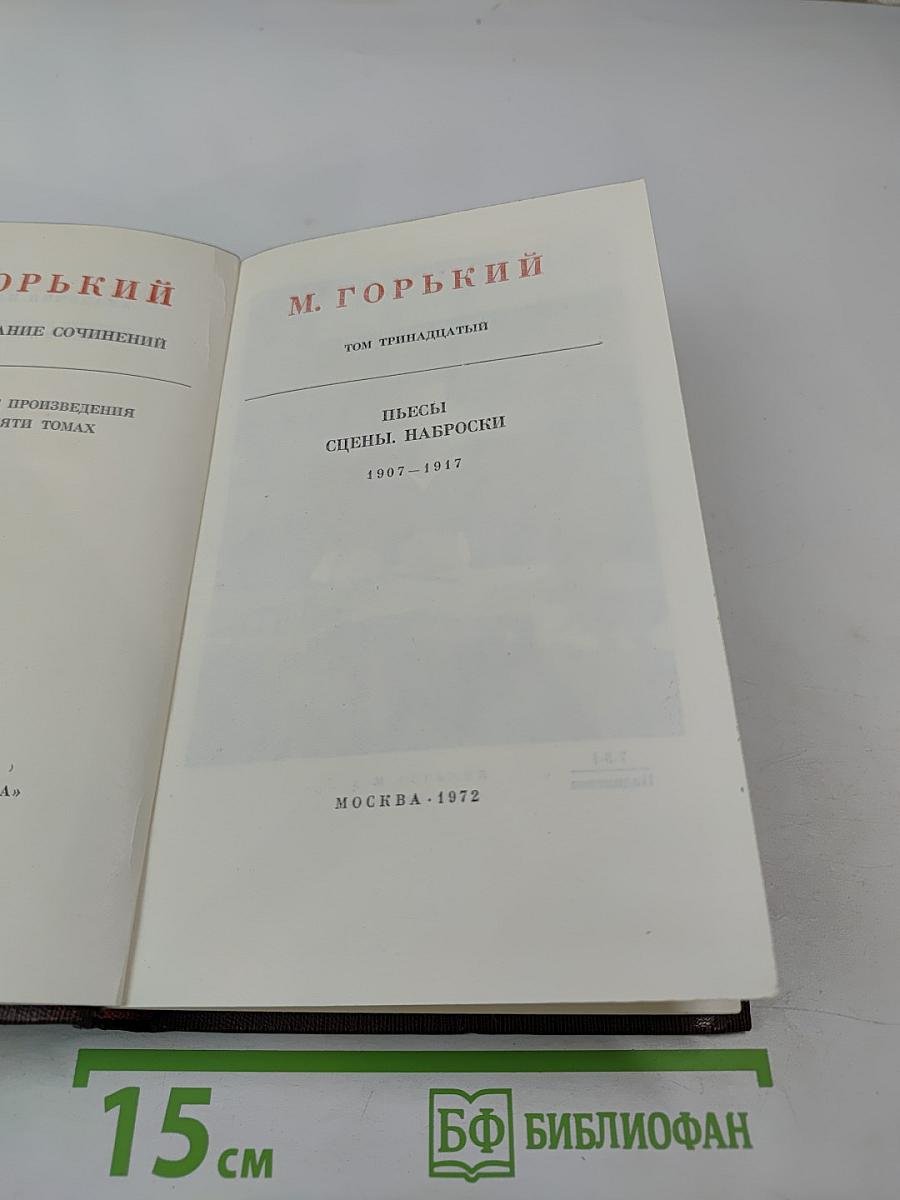 ОРЬКИЙ
АНИЕ СОЧИНЕНИЙ
ПРОИЗВЕДЕНИЯ
ЯТИ ТОМАХ
А»
М. ГОРЬКИЙ
ТОМ ТРИНАДЦАТЫЙ
ПЬЕСЫ
СЦЕНЫ. НАБРОСКИ
1907—1917
МОСКВА · 1972
15 см
БФ БИБЛИОФАН